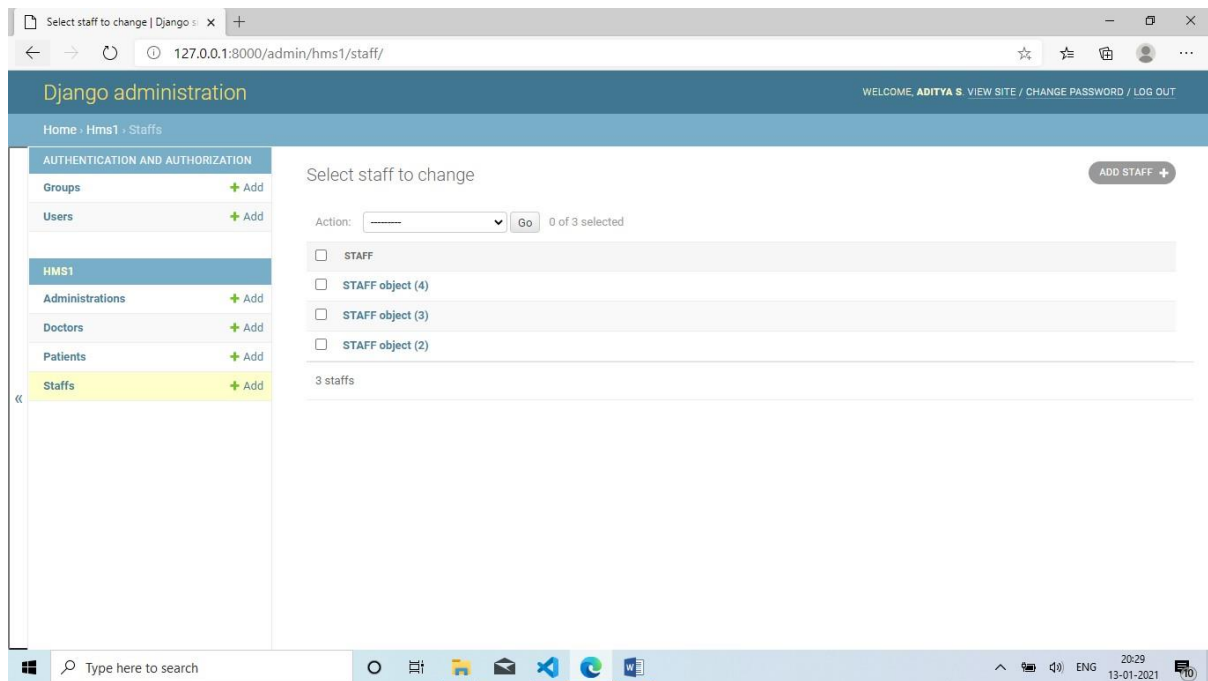 Select staff to change | Django si
127.0.0.1:8000/admin/hms1/staff/
Django administration
WELCOME, ADITYA S. VIEW SITE / CHANGE PASSWORD / LOG OUT
Home › Hms1 › Staffs
AUTHENTICATION AND AUTHORIZATION
Groups + Add
Users + Add
HMS1
Administrations + Add
Doctors + Add
Patients + Add
Staffs + Add
«
Select staff to change
ADD STAFF +
Action: --------- Go 0 of 3 selected
STAFF
STAFF object (4)
STAFF object (3)
STAFF object (2)
3 staffs
Type here to search
W
ENG
20:29
13-01-2021
10